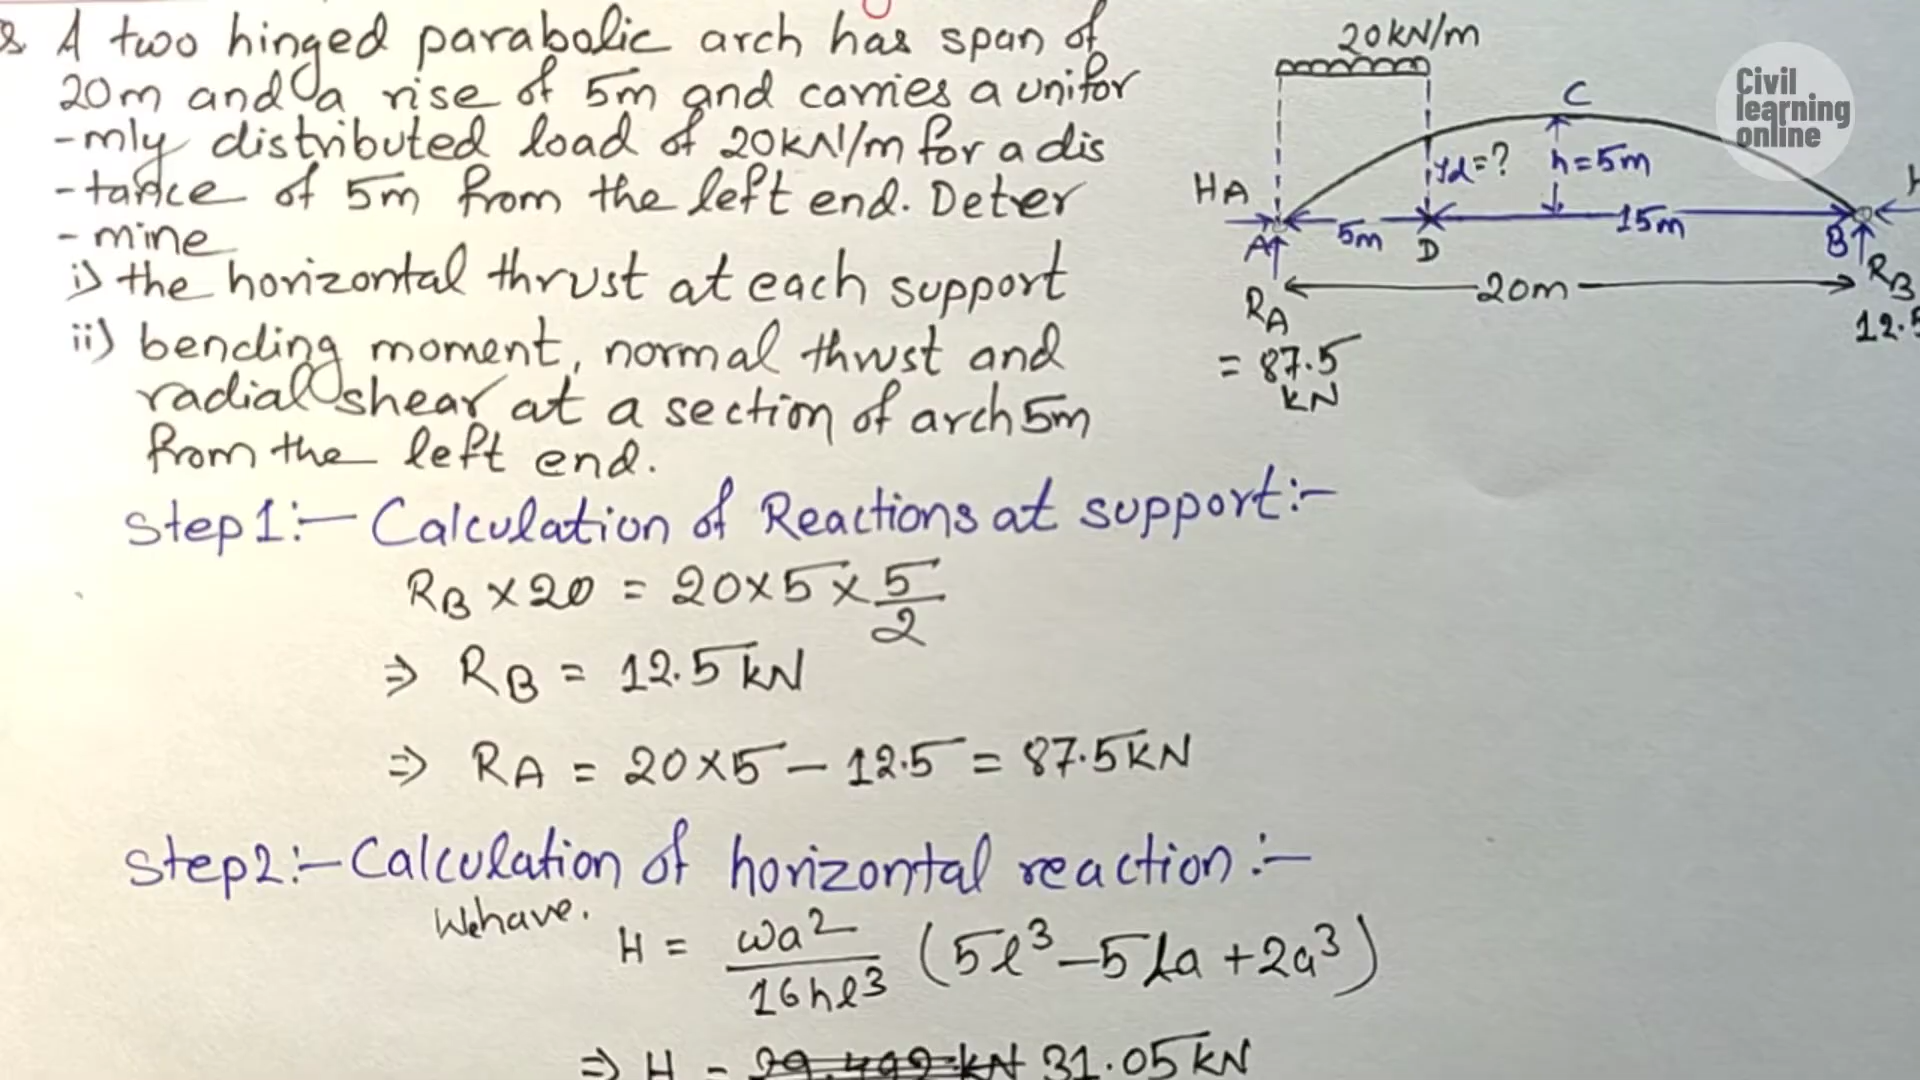 A two hinged parabolic arch has span of
20m and a rise of 5m and carries a unifor
-mly distributed load of 20kN/m for a dis
-tance of 5m from the left end. Deter
-mine
i) the horizontal thrust at each support
ii) bending moment, normal thrust and
radial shear at a section of arch 5m
from the left end.
20kN/m
C
yd=? h=5m
HA
A 5m D 15m B
20m
RA
= 87.5
kN
RB
12.5
Civil
learning
online
Step1:- Calculation of Reactions at support:-
RB × 20 = 20×5×5/2
⇒ RB = 12.5 kN
⇒ RA = 20×5 - 12.5 = 87.5KN
Step2:- Calculation of horizontal reaction:-
We have.
H = wa²/16hl³ (5l³-5la+2a³)
⇒ H = 31.05KN